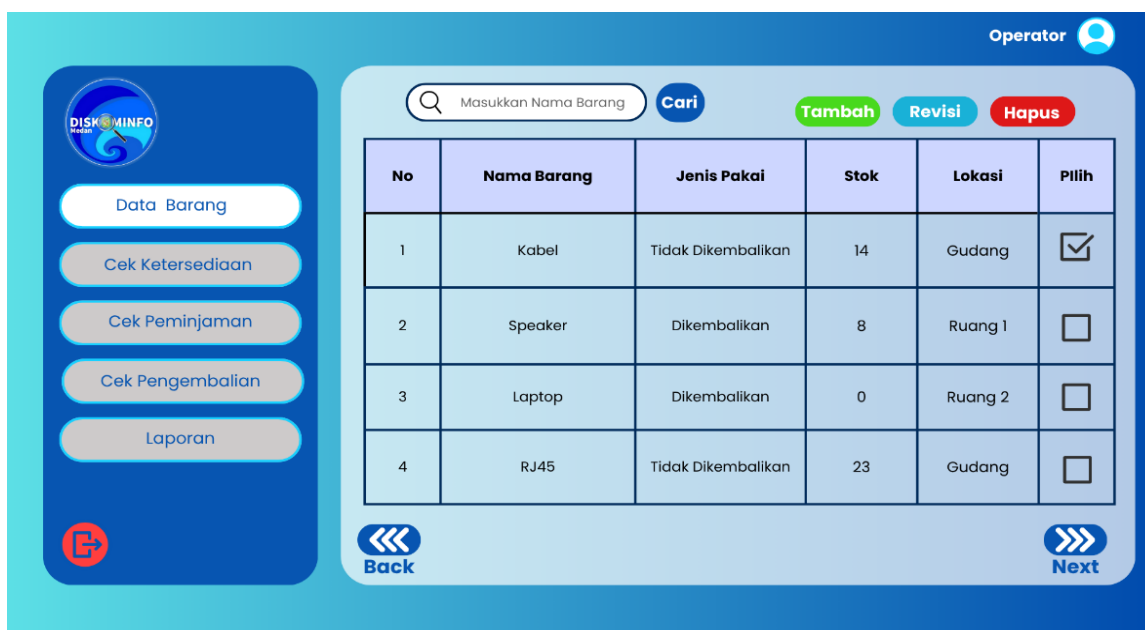 Operator
DISKOMINFO
Medan
Data Barang
Cek Ketersediaan
Cek Peminjaman
Cek Pengembalian
Laporan
Masukkan Nama Barang Cari Tambah Revisi Hapus
No Nama Barang Jenis Pakai Stok Lokasi PIlih
1 Kabel Tidak Dikembalikan 14 Gudang
2 Speaker Dikembalikan 8 Ruang 1
3 Laptop Dikembalikan 0 Ruang 2
4 RJ45 Tidak Dikembalikan 23 Gudang
Back Next